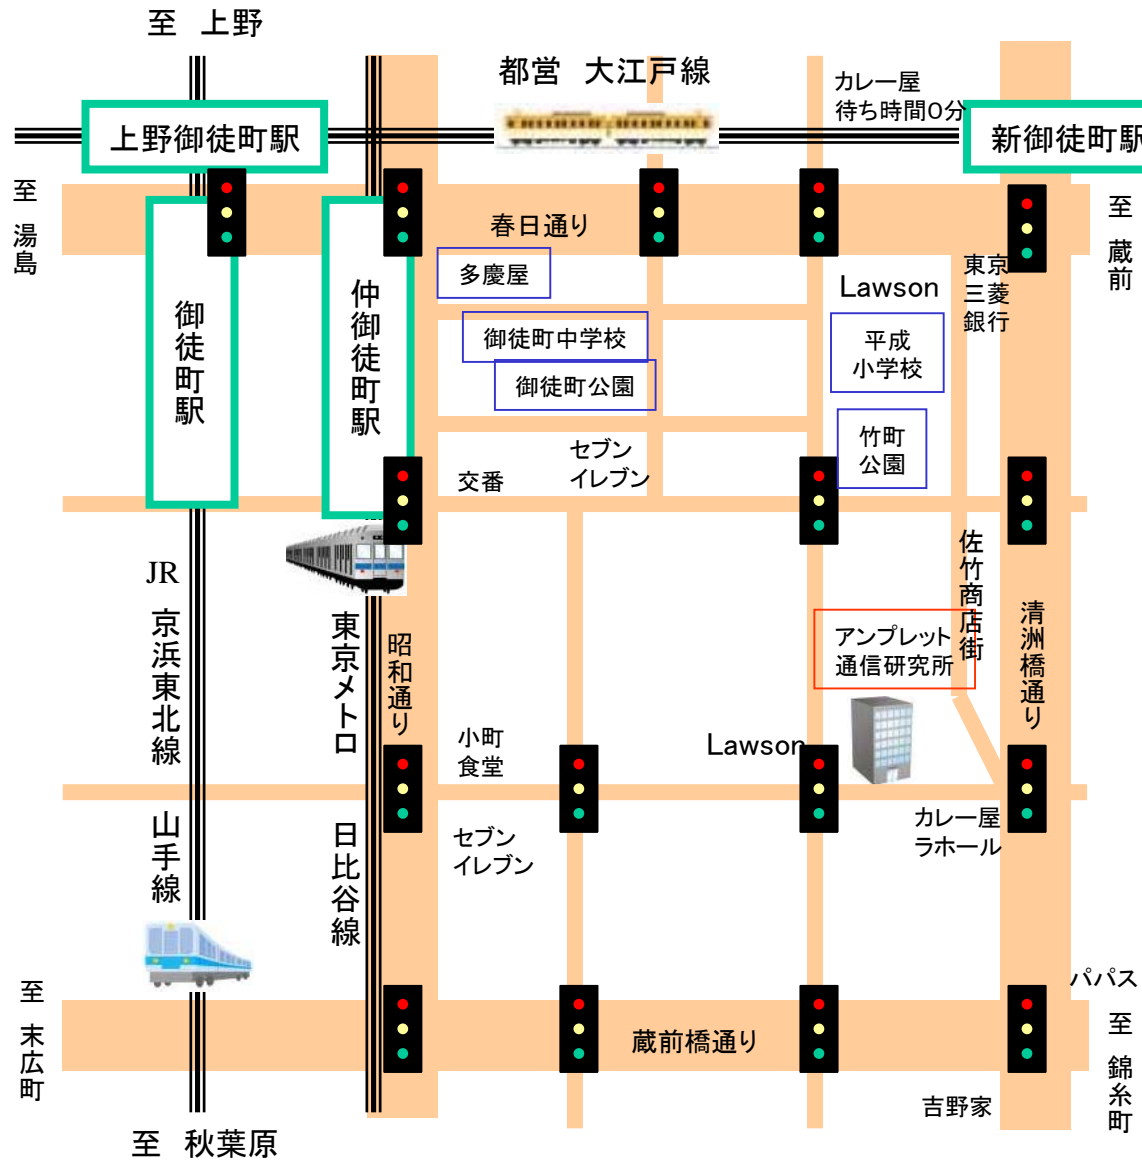 至 上野
都営 大江戸線
カレー屋
待ち時間0分
上野御徒町駅
新御徒町駅
至 湯島
春日通り
至 蔵前
多慶屋
東京
三菱
銀行
Lawson
御徒町駅
仲御徒町駅
御徒町中学校
平成
小学校
御徒町公園
竹町
公園
セブン
イレブン
交番
佐竹商店街
JR 京浜東北線 山手線
東京メトロ 日比谷線
昭和通り
清洲橋通り
アンプレット
通信研究所
小町
食堂
Lawson
セブン
イレブン
カレー屋
ラホール
パパス
至 末広町
蔵前橋通り
至 錦糸町
吉野家
至 秋葉原